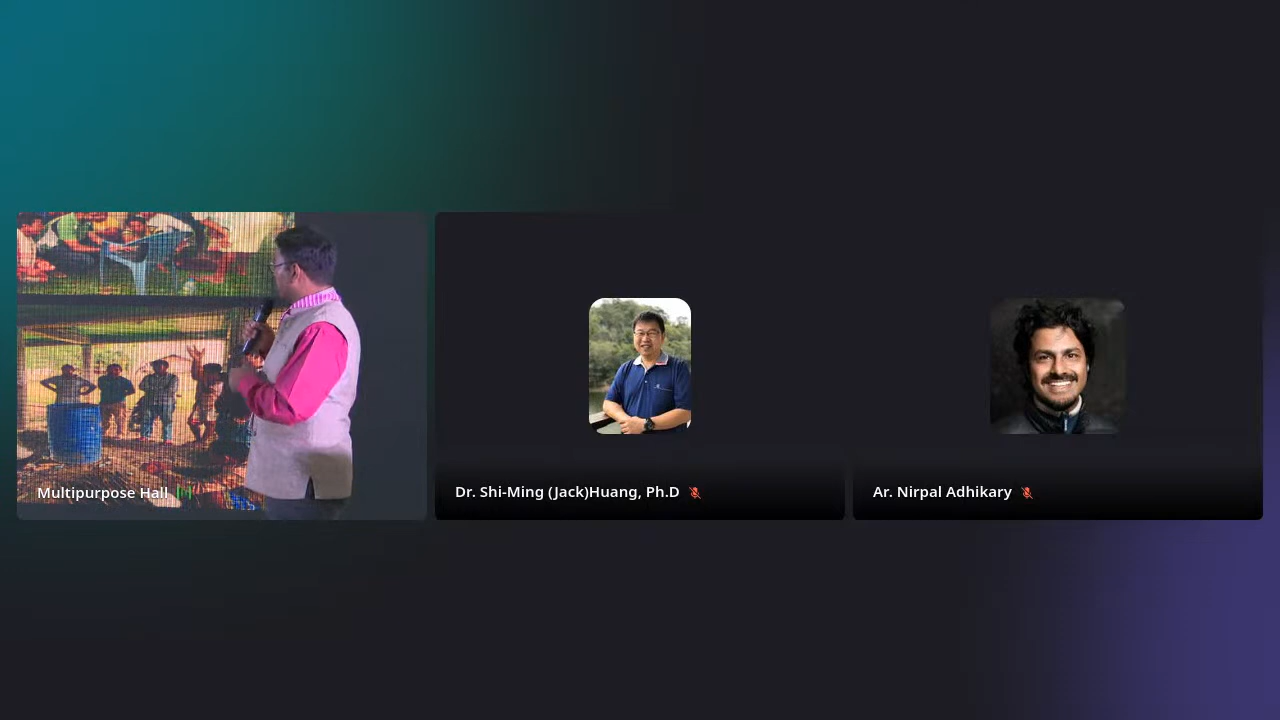 Multipurpose Hall
Dr. Shi-Ming (Jack)Huang, Ph.D
Ar. Nirpal Adhikary